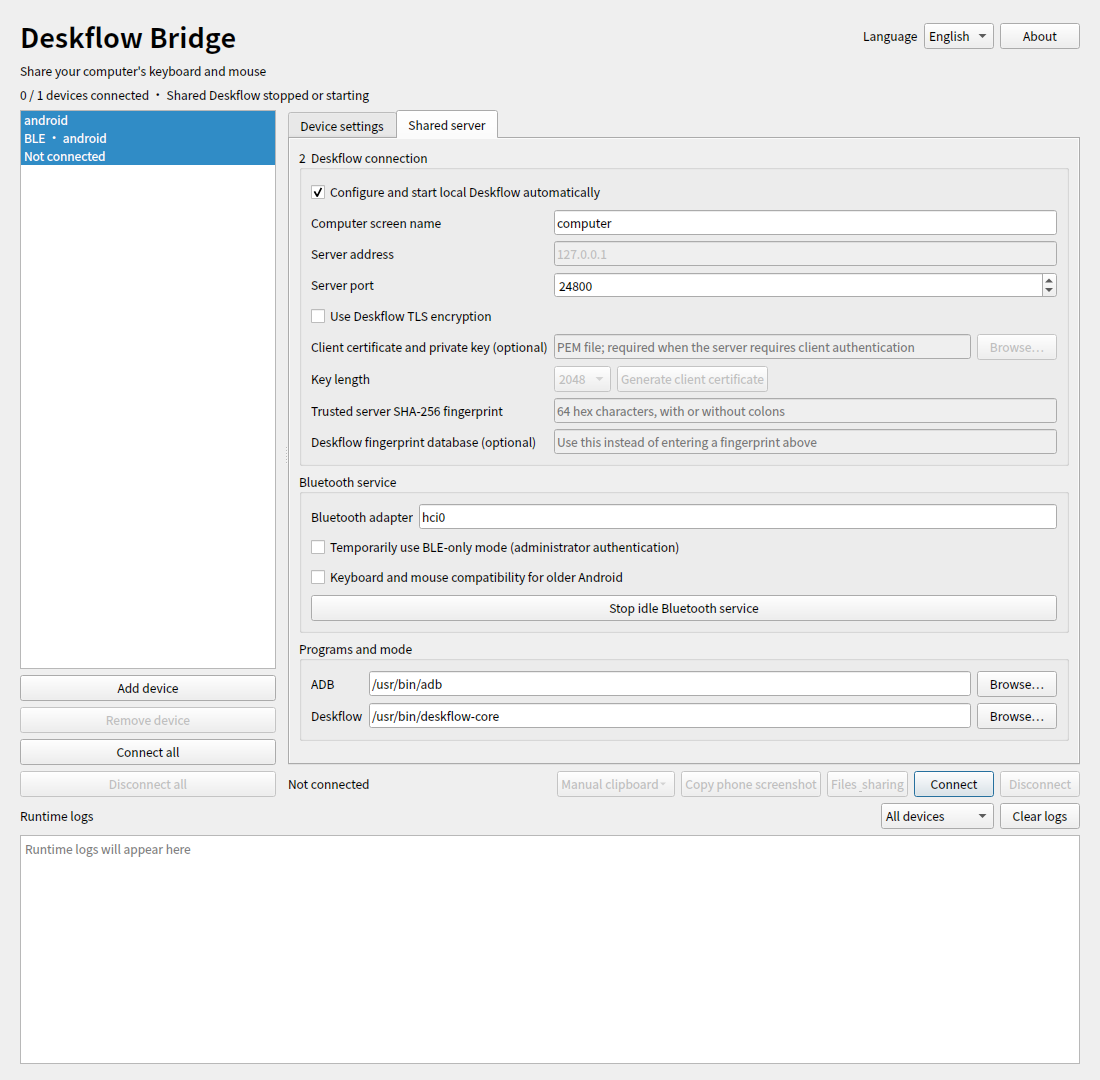 Deskflow Bridge
Language English About
Share your computer's keyboard and mouse
0 / 1 devices connected · Shared Deskflow stopped or starting
android
BLE · android
Not connected
Add device
Remove device
Connect all
Disconnect all
Device settings Shared server
2 Deskflow connection
Configure and start local Deskflow automatically
Computer screen name computer
Server address 127.0.0.1
Server port 24800
Use Deskflow TLS encryption
Client certificate and private key (optional) PEM file; required when the server requires client authentication Browse…
Key length 2048 Generate client certificate
Trusted server SHA-256 fingerprint 64 hex characters, with or without colons
Deskflow fingerprint database (optional) Use this instead of entering a fingerprint above
Bluetooth service
Bluetooth adapter hci0
Temporarily use BLE-only mode (administrator authentication)
Keyboard and mouse compatibility for older Android
Stop idle Bluetooth service
Programs and mode
ADB /usr/bin/adb Browse…
Deskflow /usr/bin/deskflow-core Browse…
Not connected Manual clipboard Copy phone screenshot Files_sharing Connect Disconnect
Runtime logs All devices Clear logs
Runtime logs will appear here